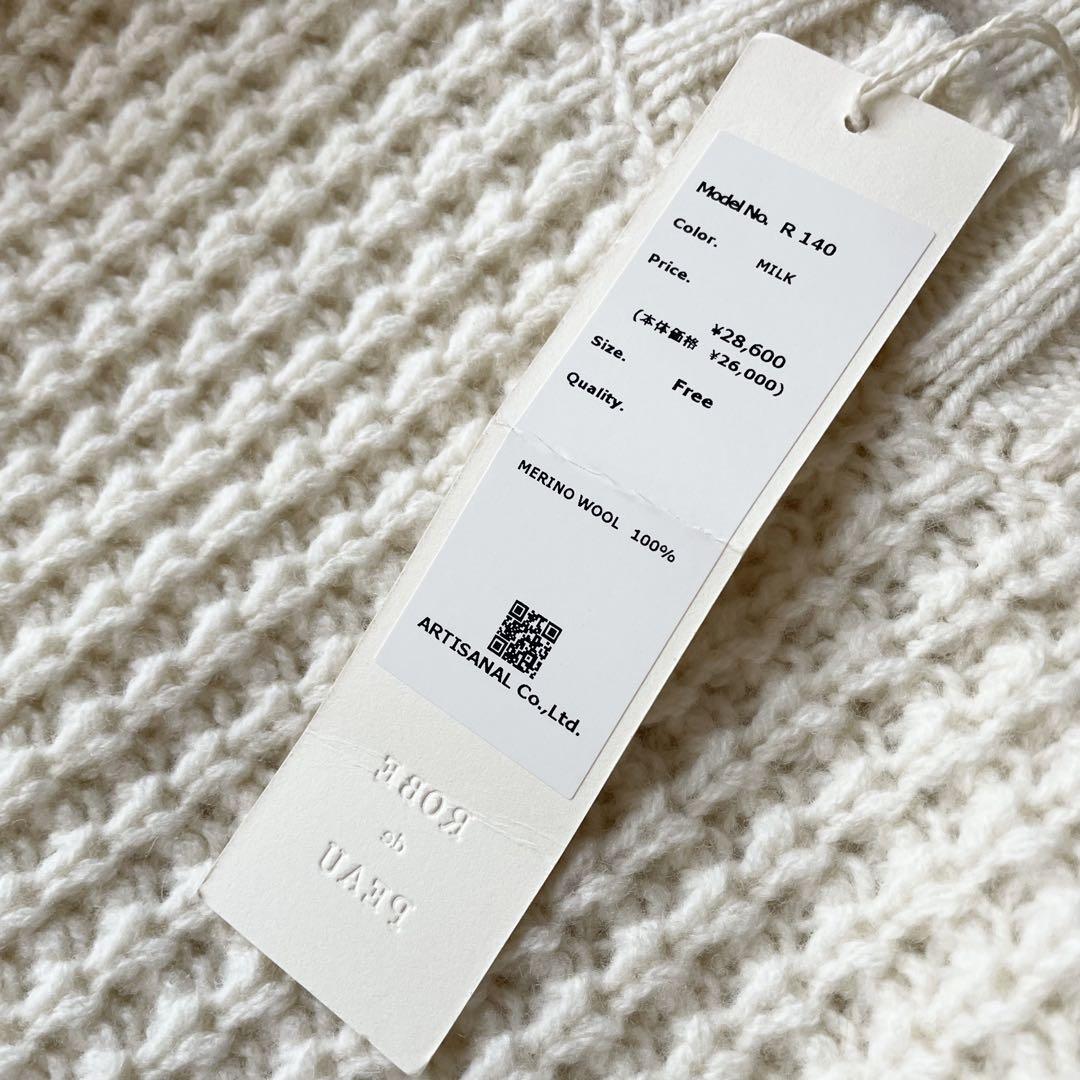 Model No. R 140
Color. MILK
Price.
¥28,600
(本体価格 ¥26,000)
Size. Free
Quality.
MERINO WOOL 100%
ARTISANAL Co.,Ltd.
ROBE
de
PEAU